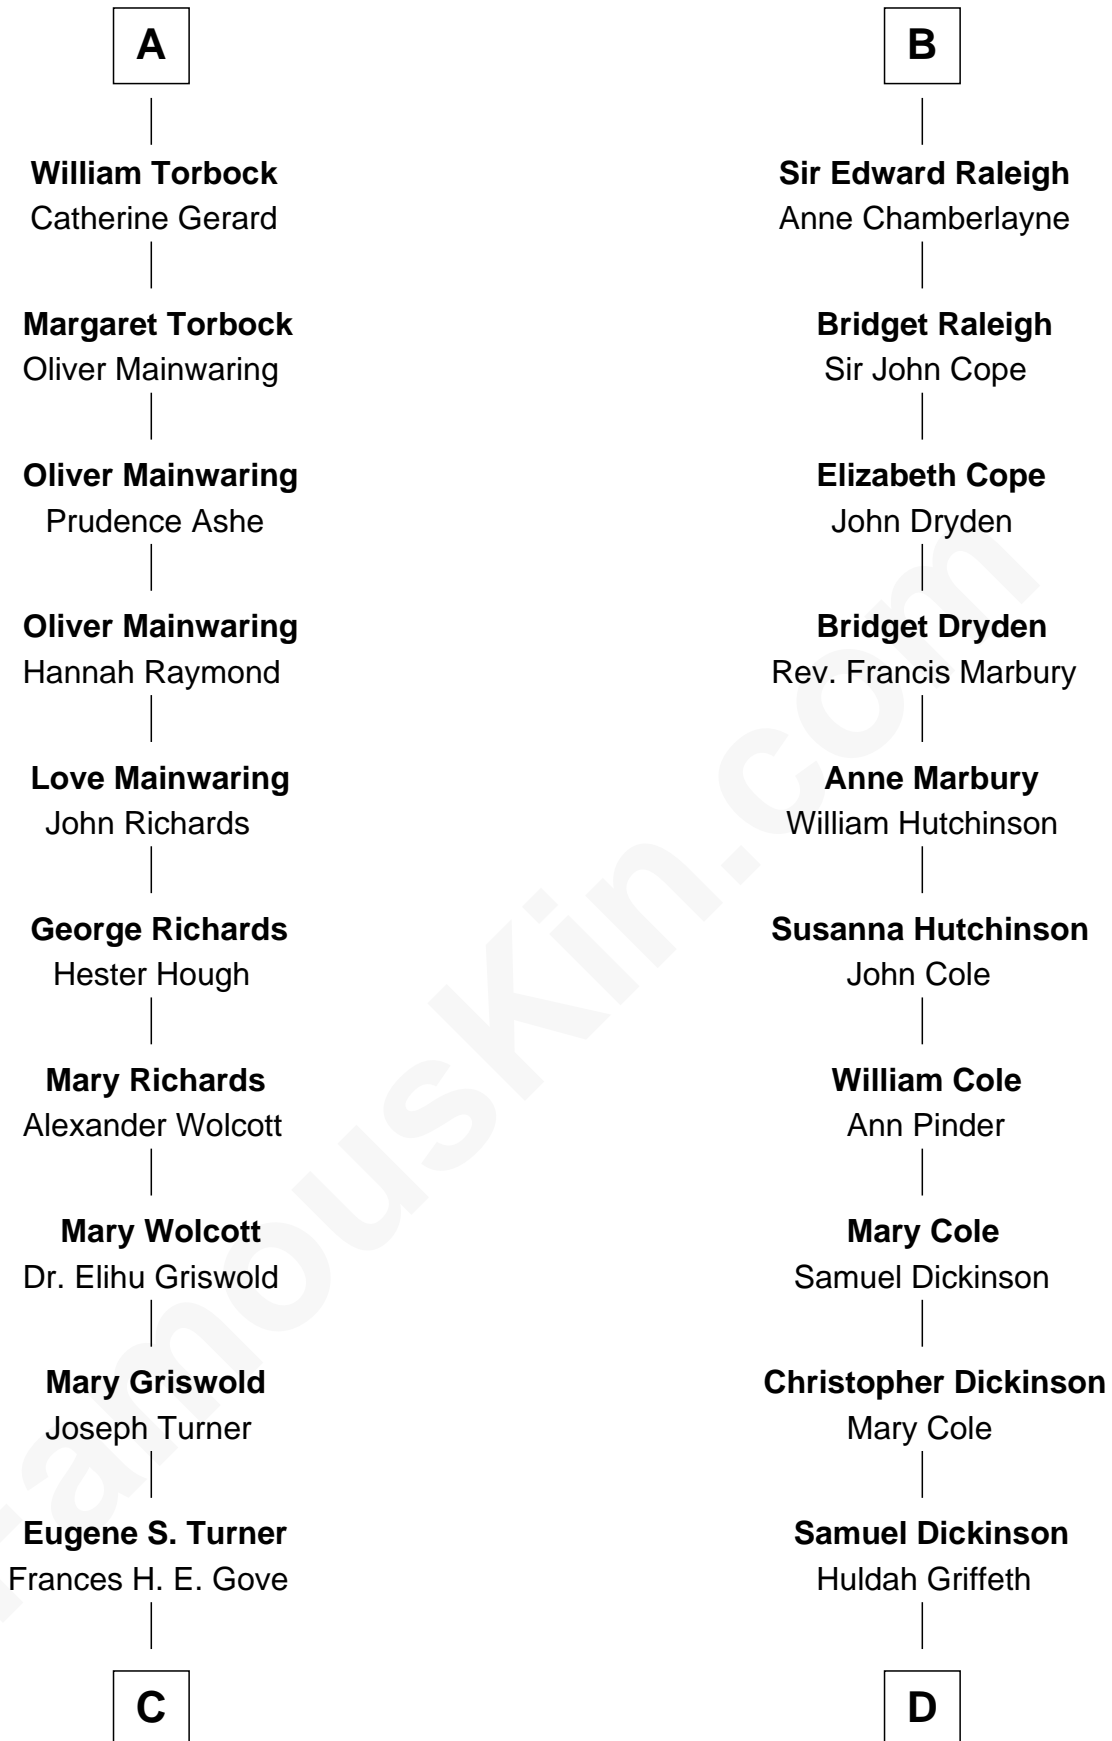 A
William Torbock
Catherine Gerard
Margaret Torbock
Oliver Mainwaring
Oliver Mainwaring
Prudence Ashe
Oliver Mainwaring
Hannah Raymond
Love Mainwaring
John Richards
George Richards
Hester Hough
Mary Richards
Alexander Wolcott
Mary Wolcott
Dr. Elihu Griswold
Mary Griswold
Joseph Turner
Eugene S. Turner
Frances H. E. Gove
C
B
Sir Edward Raleigh
Anne Chamberlayne
Bridget Raleigh
Sir John Cope
Elizabeth Cope
John Dryden
Bridget Dryden
Rev. Francis Marbury
Anne Marbury
William Hutchinson
Susanna Hutchinson
John Cole
William Cole
Ann Pinder
Mary Cole
Samuel Dickinson
Christopher Dickinson
Mary Cole
Samuel Dickinson
Huldah Griffeth
D
FamousKin.com